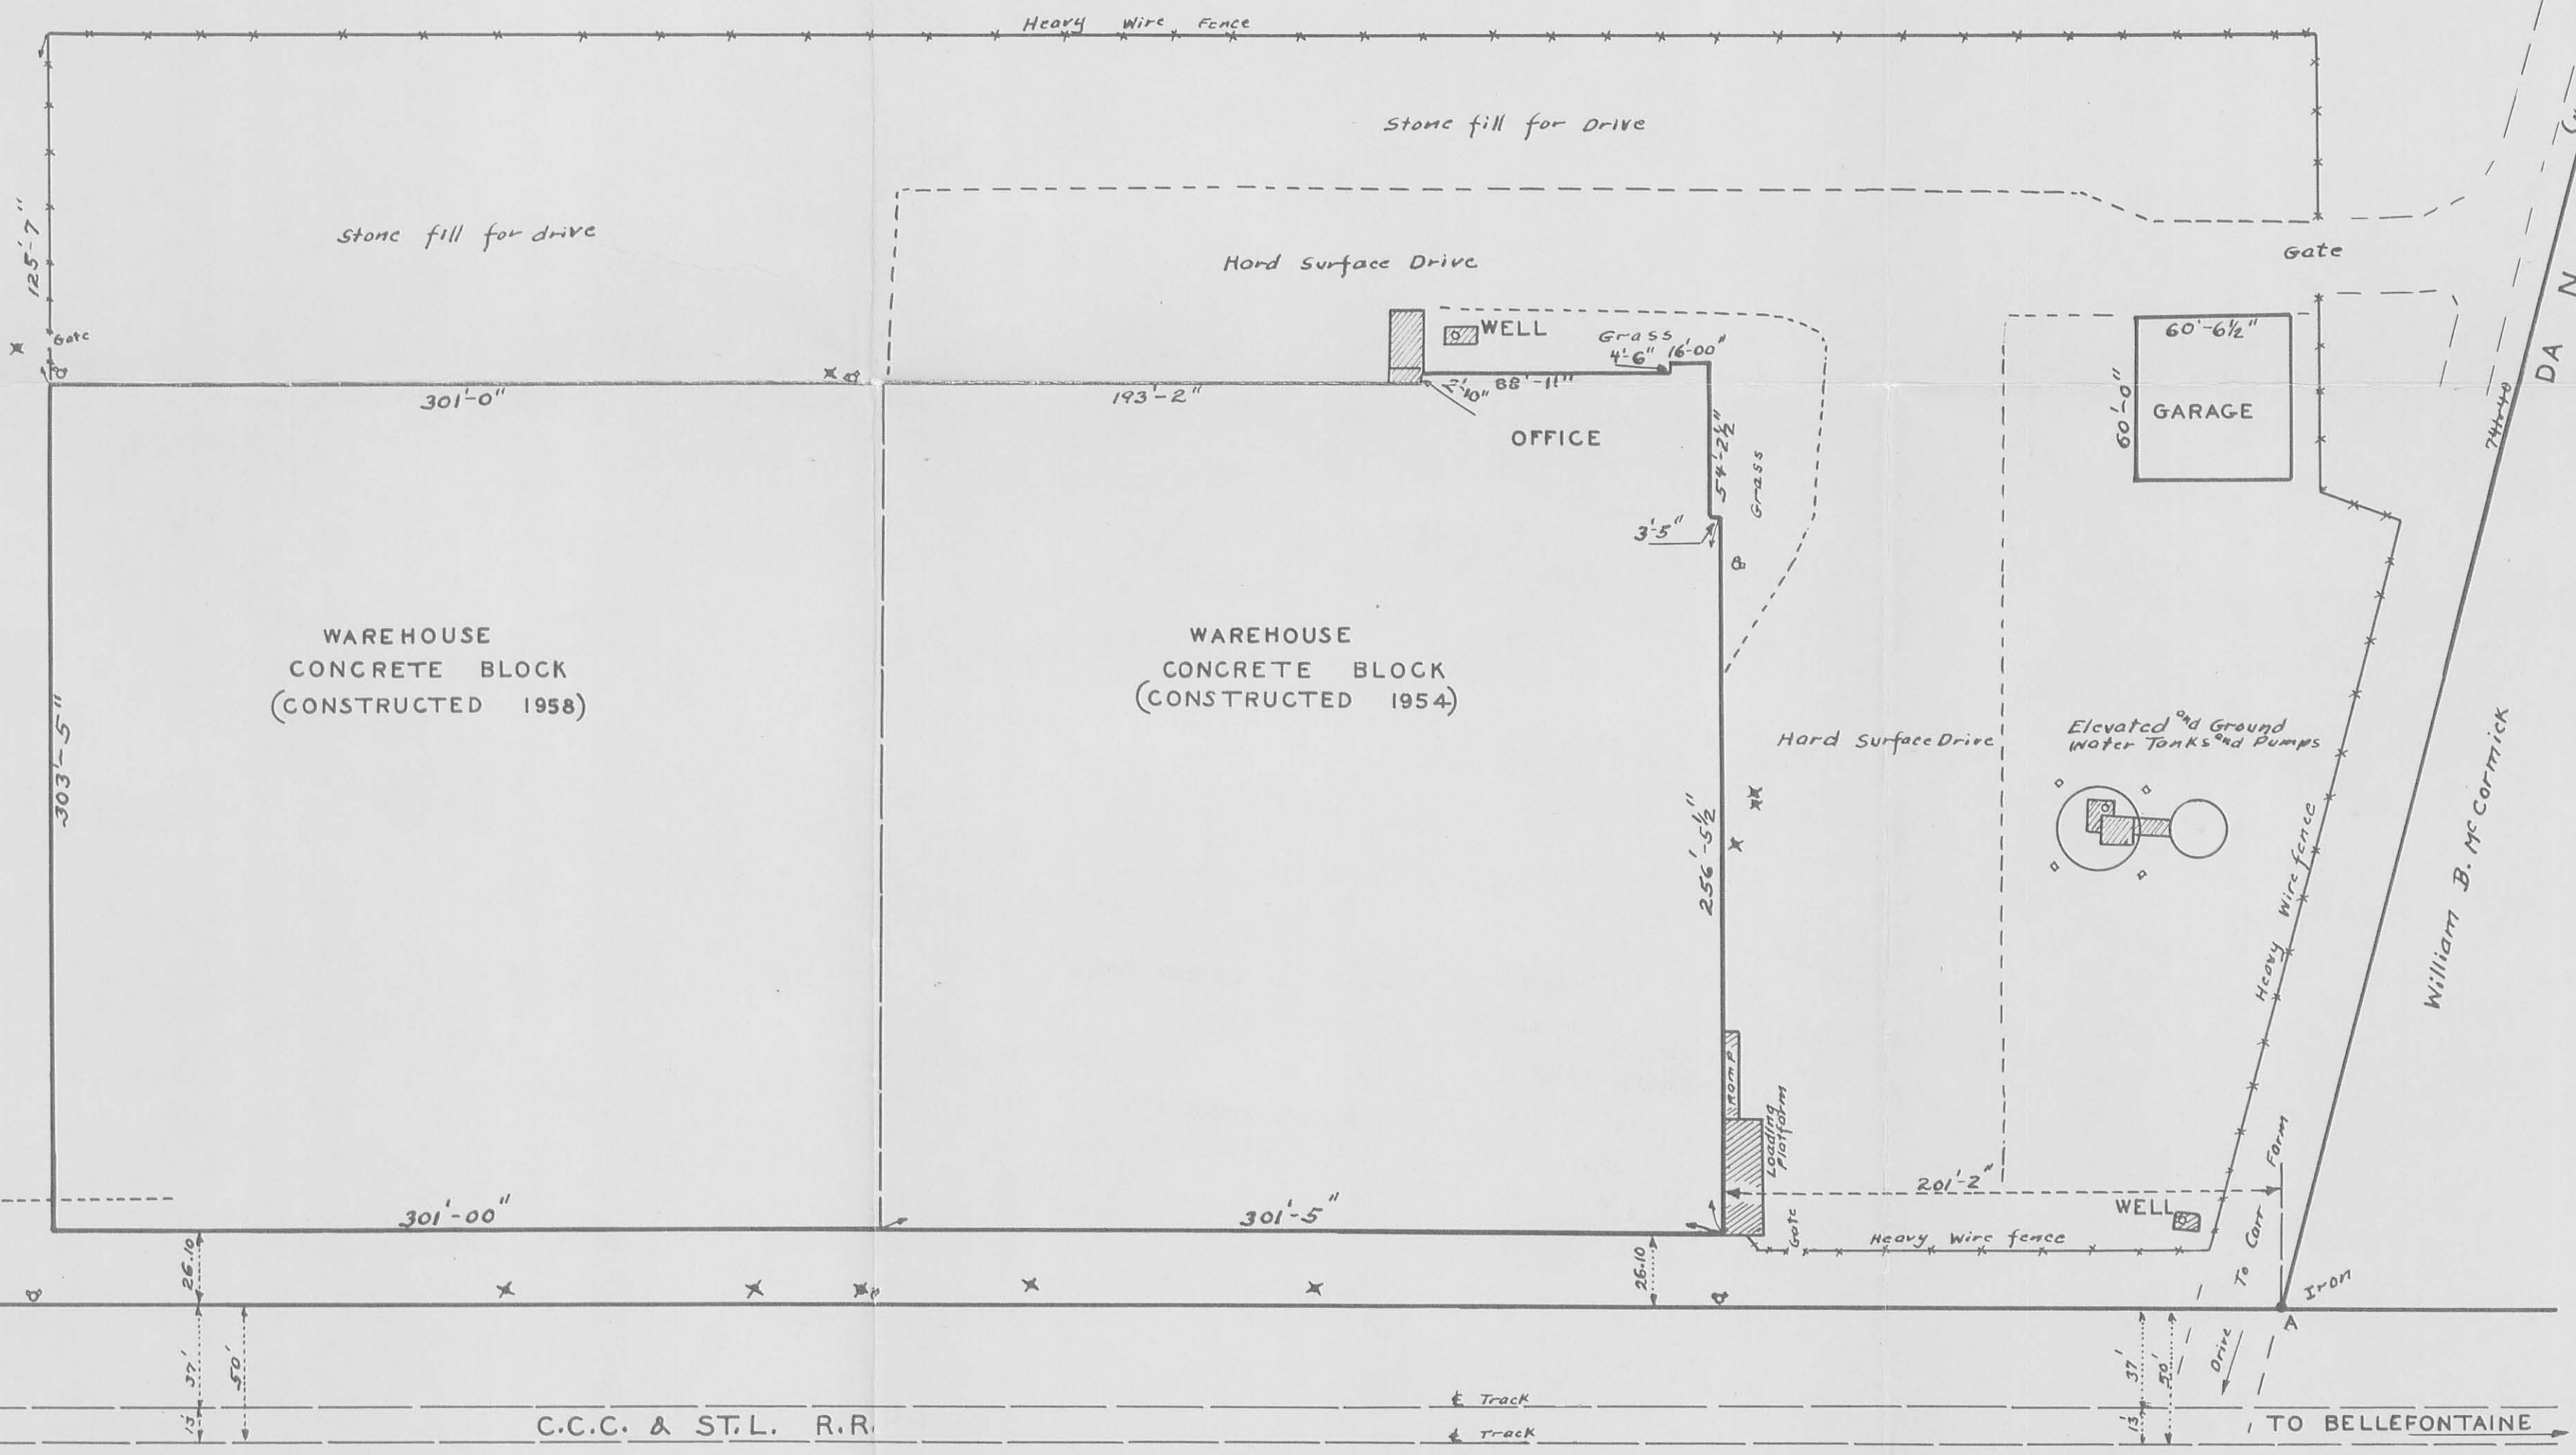 Heavy Wire Fence
Stone fill for Drive
Stone fill for drive
125'-7"
Hard Surface Drive
Gate
DA N
Gate
WELL
Grass
4'-6"
16'-00"
60'-6½"
301'-0"
193'-2"
2'-10"
88'-11"
OFFICE
54'-2½"
Grass
60'-0"
GARAGE
3'-5"
WAREHOUSE
CONCRETE BLOCK
(CONSTRUCTED 1958)
WAREHOUSE
CONCRETE BLOCK
(CONSTRUCTED 1954)
303'-5"
256'-5½"
Hard Surface Drive
Elevated and Ground
Water Tanks and Pumps
Heavy Wire fence
William B. McCormick
Ramp
Loading
Platform
201'-2"
WELL
Gate
Heavy Wire fence
To Carr Farm
301'-00"
301'-5"
26.10
26.10
Iron
A
37'
50'
13'
37'
50'
13'
Drive
℄ Track
C.C.C. & ST.L. R.R.
℄ Track
TO BELLEFONTAINE